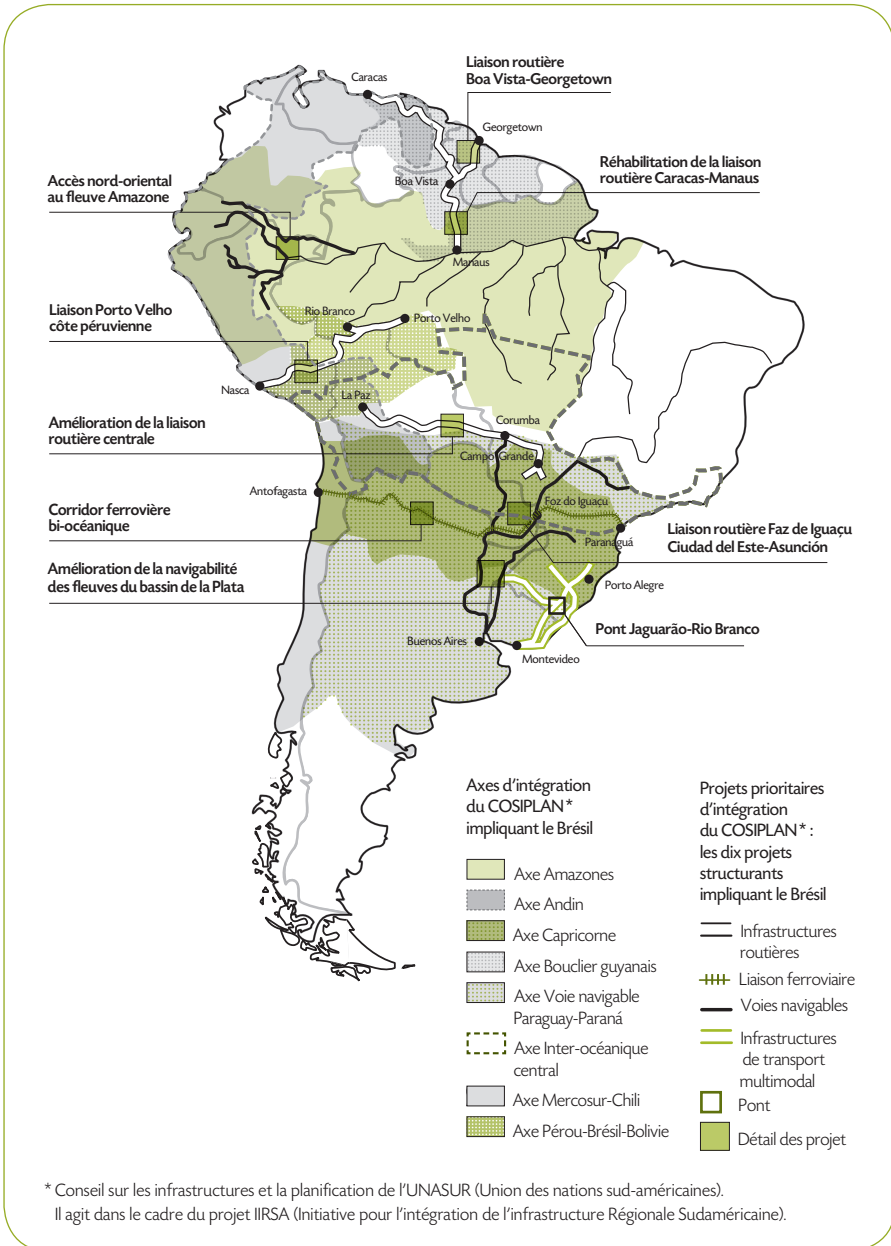 Liaison routière
Boa Vista-Georgetown
Caracas
Georgetown
Réhabilitation de la liaison
routière Caracas-Manaus
Accès nord-oriental
au fleuve Amazone
Boa Vista
Manaus
Liaison Porto Velho
côte péruvienne
Rio Branco
Porto Velho
Nasca
La Paz
Amélioration de la liaison
routière centrale
Corumba
Campo Grande
Antofagasta
Corridor ferrovière
bi-océanique
Foz do Iguaçu
Liaison routière Faz de Iguaçu
Ciudad del Este-Asunción
Paranaguá
Amélioration de la navigabilité
des fleuves du bassin de la Plata
Porto Alegre
Pont Jaguarão-Rio Branco
Buenos Aires
Montevideo
Axes d’intégration
du COSIPLAN*
impliquant le Brésil
Axe Amazones
Axe Andin
Axe Capricorne
Axe Bouclier guyanais
Axe Voie navigable
Paraguay-Paraná
Axe Inter-océanique
central
Axe Mercosur-Chili
Axe Pérou-Brésil-Bolivie
Projets prioritaires
d’intégration
du COSIPLAN* :
les dix projets
structurants
impliquant le Brésil
Infrastructures
routières
Liaison ferroviaire
Voies navigables
Infrastructures
de transport
multimodal
Pont
Détail des projet
* Conseil sur les infrastructures et la planification de l’UNASUR (Union des nations sud-américaines).
Il agit dans le cadre du projet IIRSA (Initiative pour l’intégration de l’infrastructure Régionale Sudaméricaine).